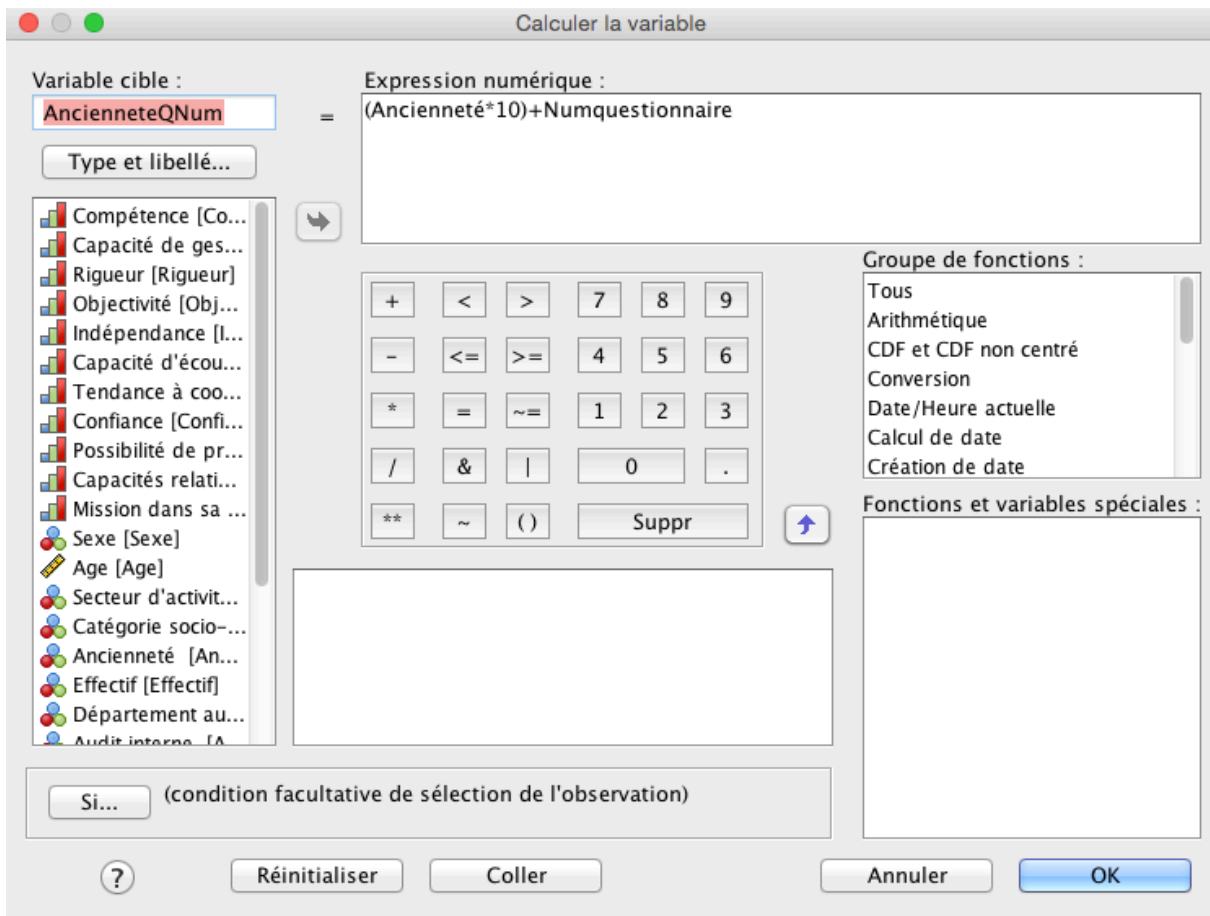 Calculer la variable
Variable cible :
AncienneteQNum
=
Expression numérique :
(Ancienneté*10)+Numquestionnaire
Type et libellé...
Compétence [Co...
Capacité de ges...
Rigueur [Rigueur]
Objectivité [Obj...
Indépendance [I...
Capacité d'écou...
Tendance à coo...
Confiance [Confi...
Possibilité de pr...
Capacités relati...
Mission dans sa ...
Sexe [Sexe]
Age [Age]
Secteur d'activit...
Catégorie socio-...
Ancienneté [An...
Effectif [Effectif]
Département au...
Audit interne [A
+ < > 7 8 9
- <= >= 4 5 6
* = ~= 1 2 3
/ & | 0 .
** ~ () Suppr
Groupe de fonctions :
Tous
Arithmétique
CDF et CDF non centré
Conversion
Date/Heure actuelle
Calcul de date
Création de date
Fonctions et variables spéciales :
Si... (condition facultative de sélection de l'observation)
? Réinitialiser Coller Annuler OK